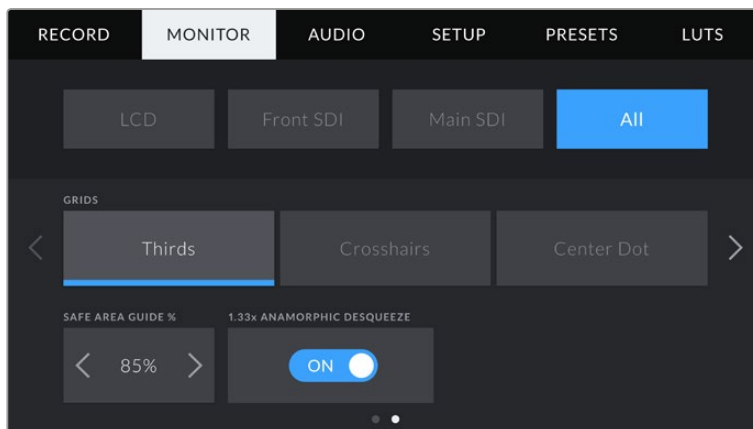 RECORD MONITOR AUDIO SETUP PRESETS LUTS
LCD Front SDI Main SDI All
GRIDS
Thirds Crosshairs Center Dot
SAFE AREA GUIDE % 1.33x ANAMORPHIC DESQUEEZE
85% ON